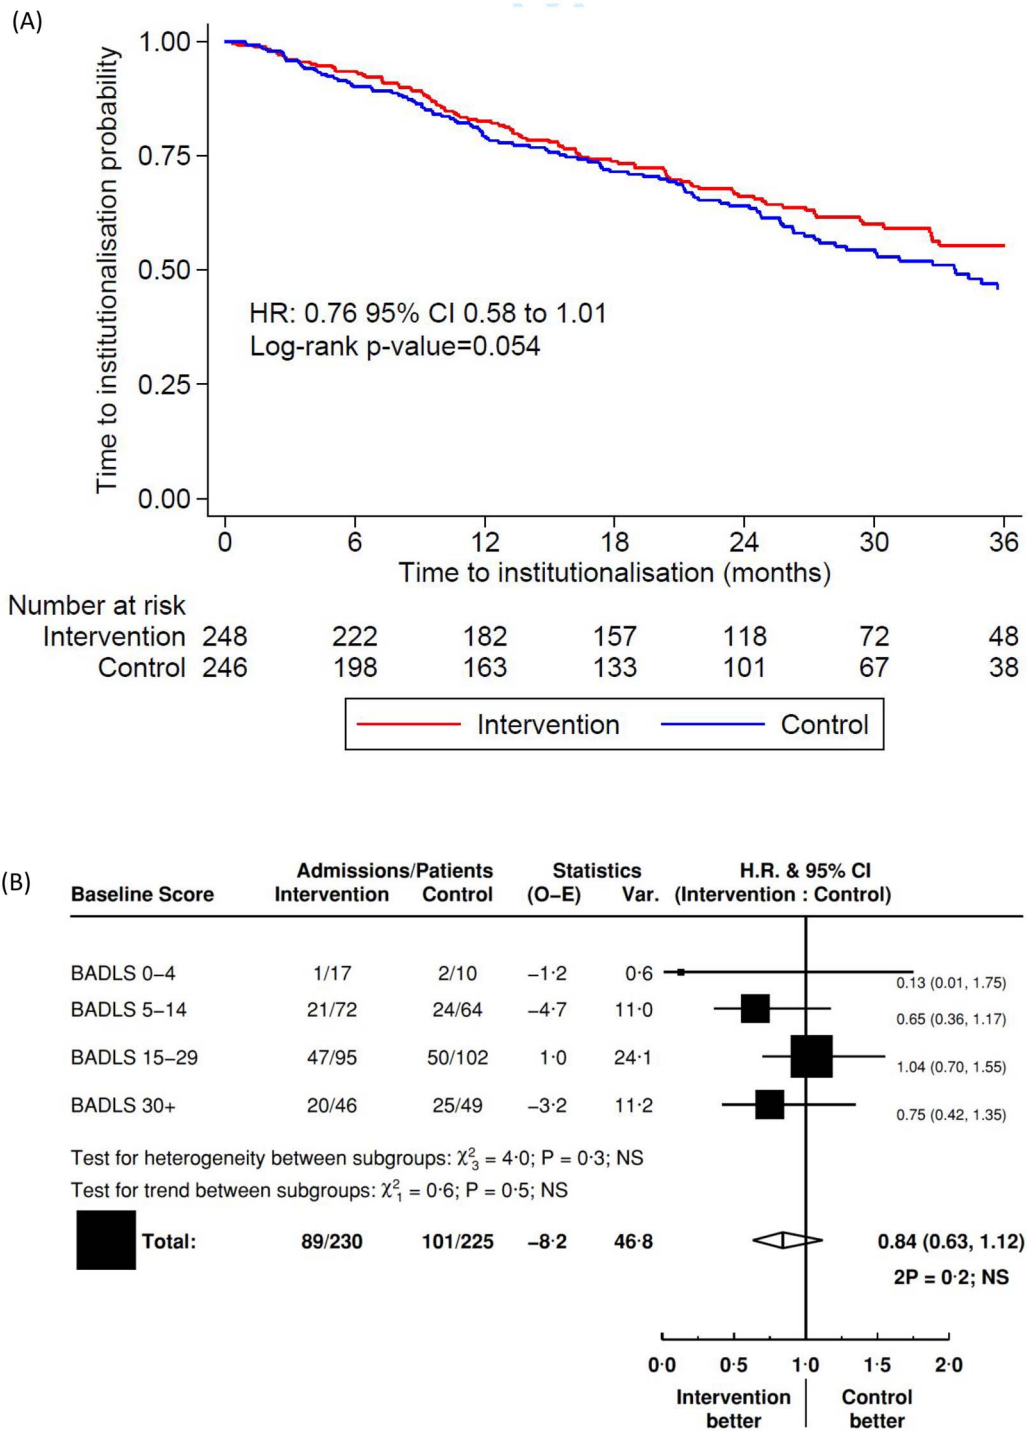 (A)
Time to institutionalisation probability
1.00
0.75
0.50
0.25
0.00
HR: 0.76 95% CI 0.58 to 1.01
Log-rank p-value=0.054
0 6 12 18 24 30 36
Time to institutionalisation (months)
Number at risk
Intervention 248 222 182 157 118 72 48
Control 246 198 163 133 101 67 38
Intervention Control
(B)
Admissions/Patients Statistics H.R. & 95% CI
Baseline Score Intervention Control (O−E) Var. (Intervention : Control)
BADLS 0−4 1/17 2/10 −1·2 0·6 0.13 (0.01, 1.75)
BADLS 5−14 21/72 24/64 −4·7 11·0 0.65 (0.36, 1.17)
BADLS 15−29 47/95 50/102 1·0 24·1 1.04 (0.70, 1.55)
BADLS 30+ 20/46 25/49 −3·2 11·2 0.75 (0.42, 1.35)
Test for heterogeneity between subgroups: χ²₃ = 4·0; P = 0·3; NS
Test for trend between subgroups: χ²₁ = 0·6; P = 0·5; NS
Total: 89/230 101/225 −8·2 46·8 0.84 (0.63, 1.12)
2P = 0·2; NS
0·0 0·5 1·0 1·5 2·0
Intervention Control
better better